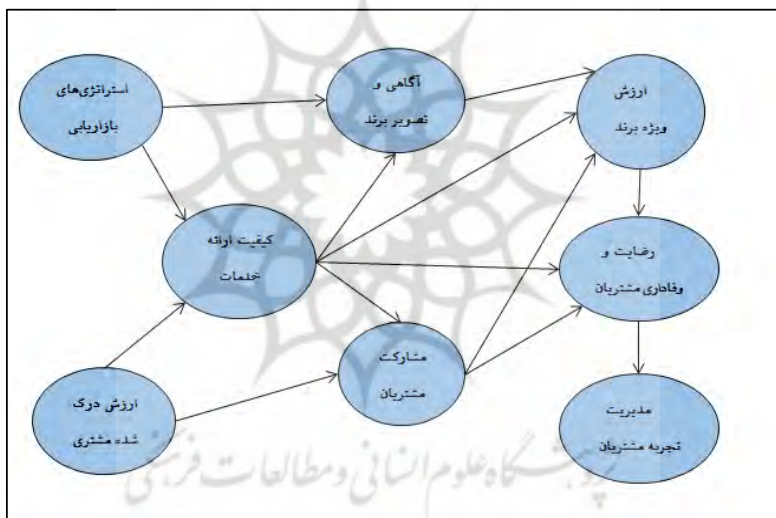 استراتژی‌های
بازاریابی
آگاهی و
تصویر برند
ارزش
ویژه برند
کیفیت ارائه
خدمات
رضایت و
وفاداری مشتریان
مشارکت
مشتریان
ارزش درک
شده مشتری
مدیریت
تجربه مشتریان
پژوهشگاه علوم انسانی و مطالعات فرهنگی